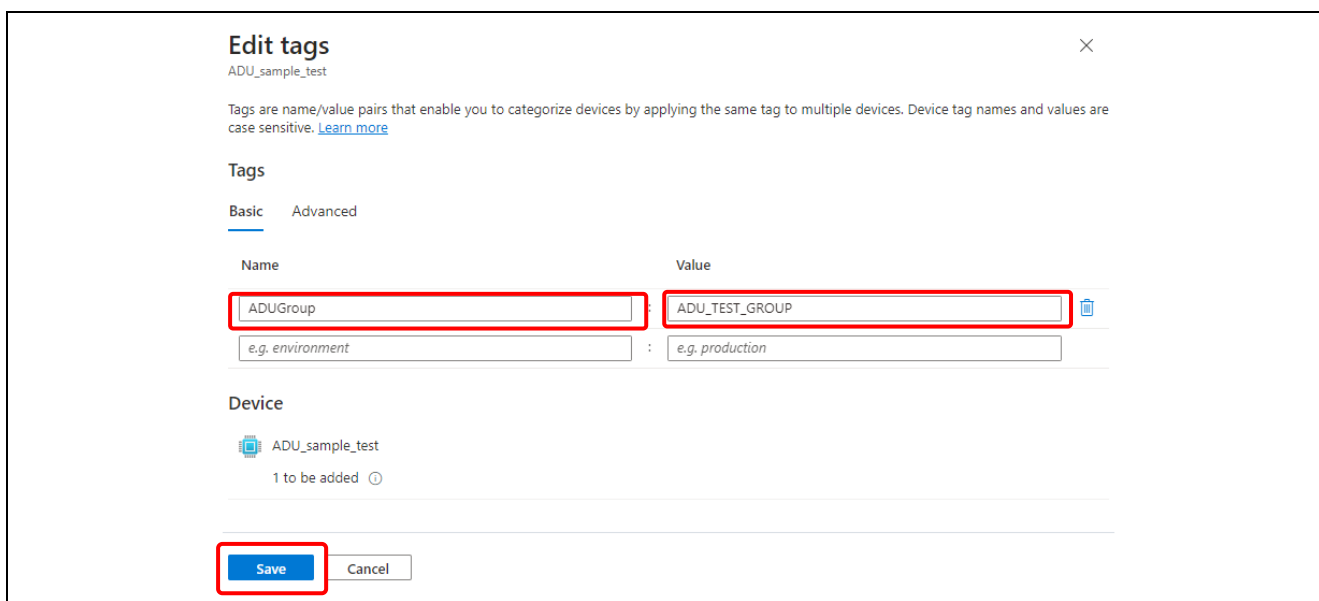 Edit tags
ADU_sample_test
Tags are name/value pairs that enable you to categorize devices by applying the same tag to multiple devices. Device tag names and values are
case sensitive. Learn more
Tags
Basic Advanced
Name Value
ADUGroup : ADU_TEST_GROUP
e.g. environment : e.g. production
Device
ADU_sample_test
1 to be added
Save Cancel